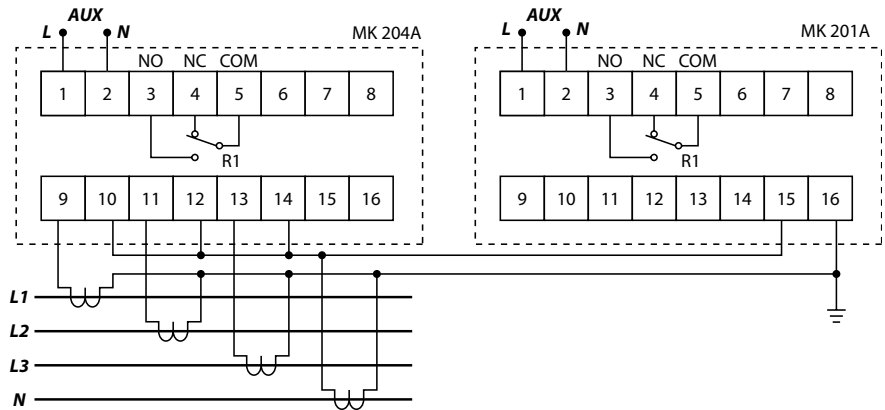 AUX AUX
L N MK 204A L N MK 201A
NO NC COM NO NC COM
1 2 3 4 5 6 7 8 1 2 3 4 5 6 7 8
R1 R1
9 10 11 12 13 14 15 16 9 10 11 12 13 14 15 16
L1
L2
L3
N